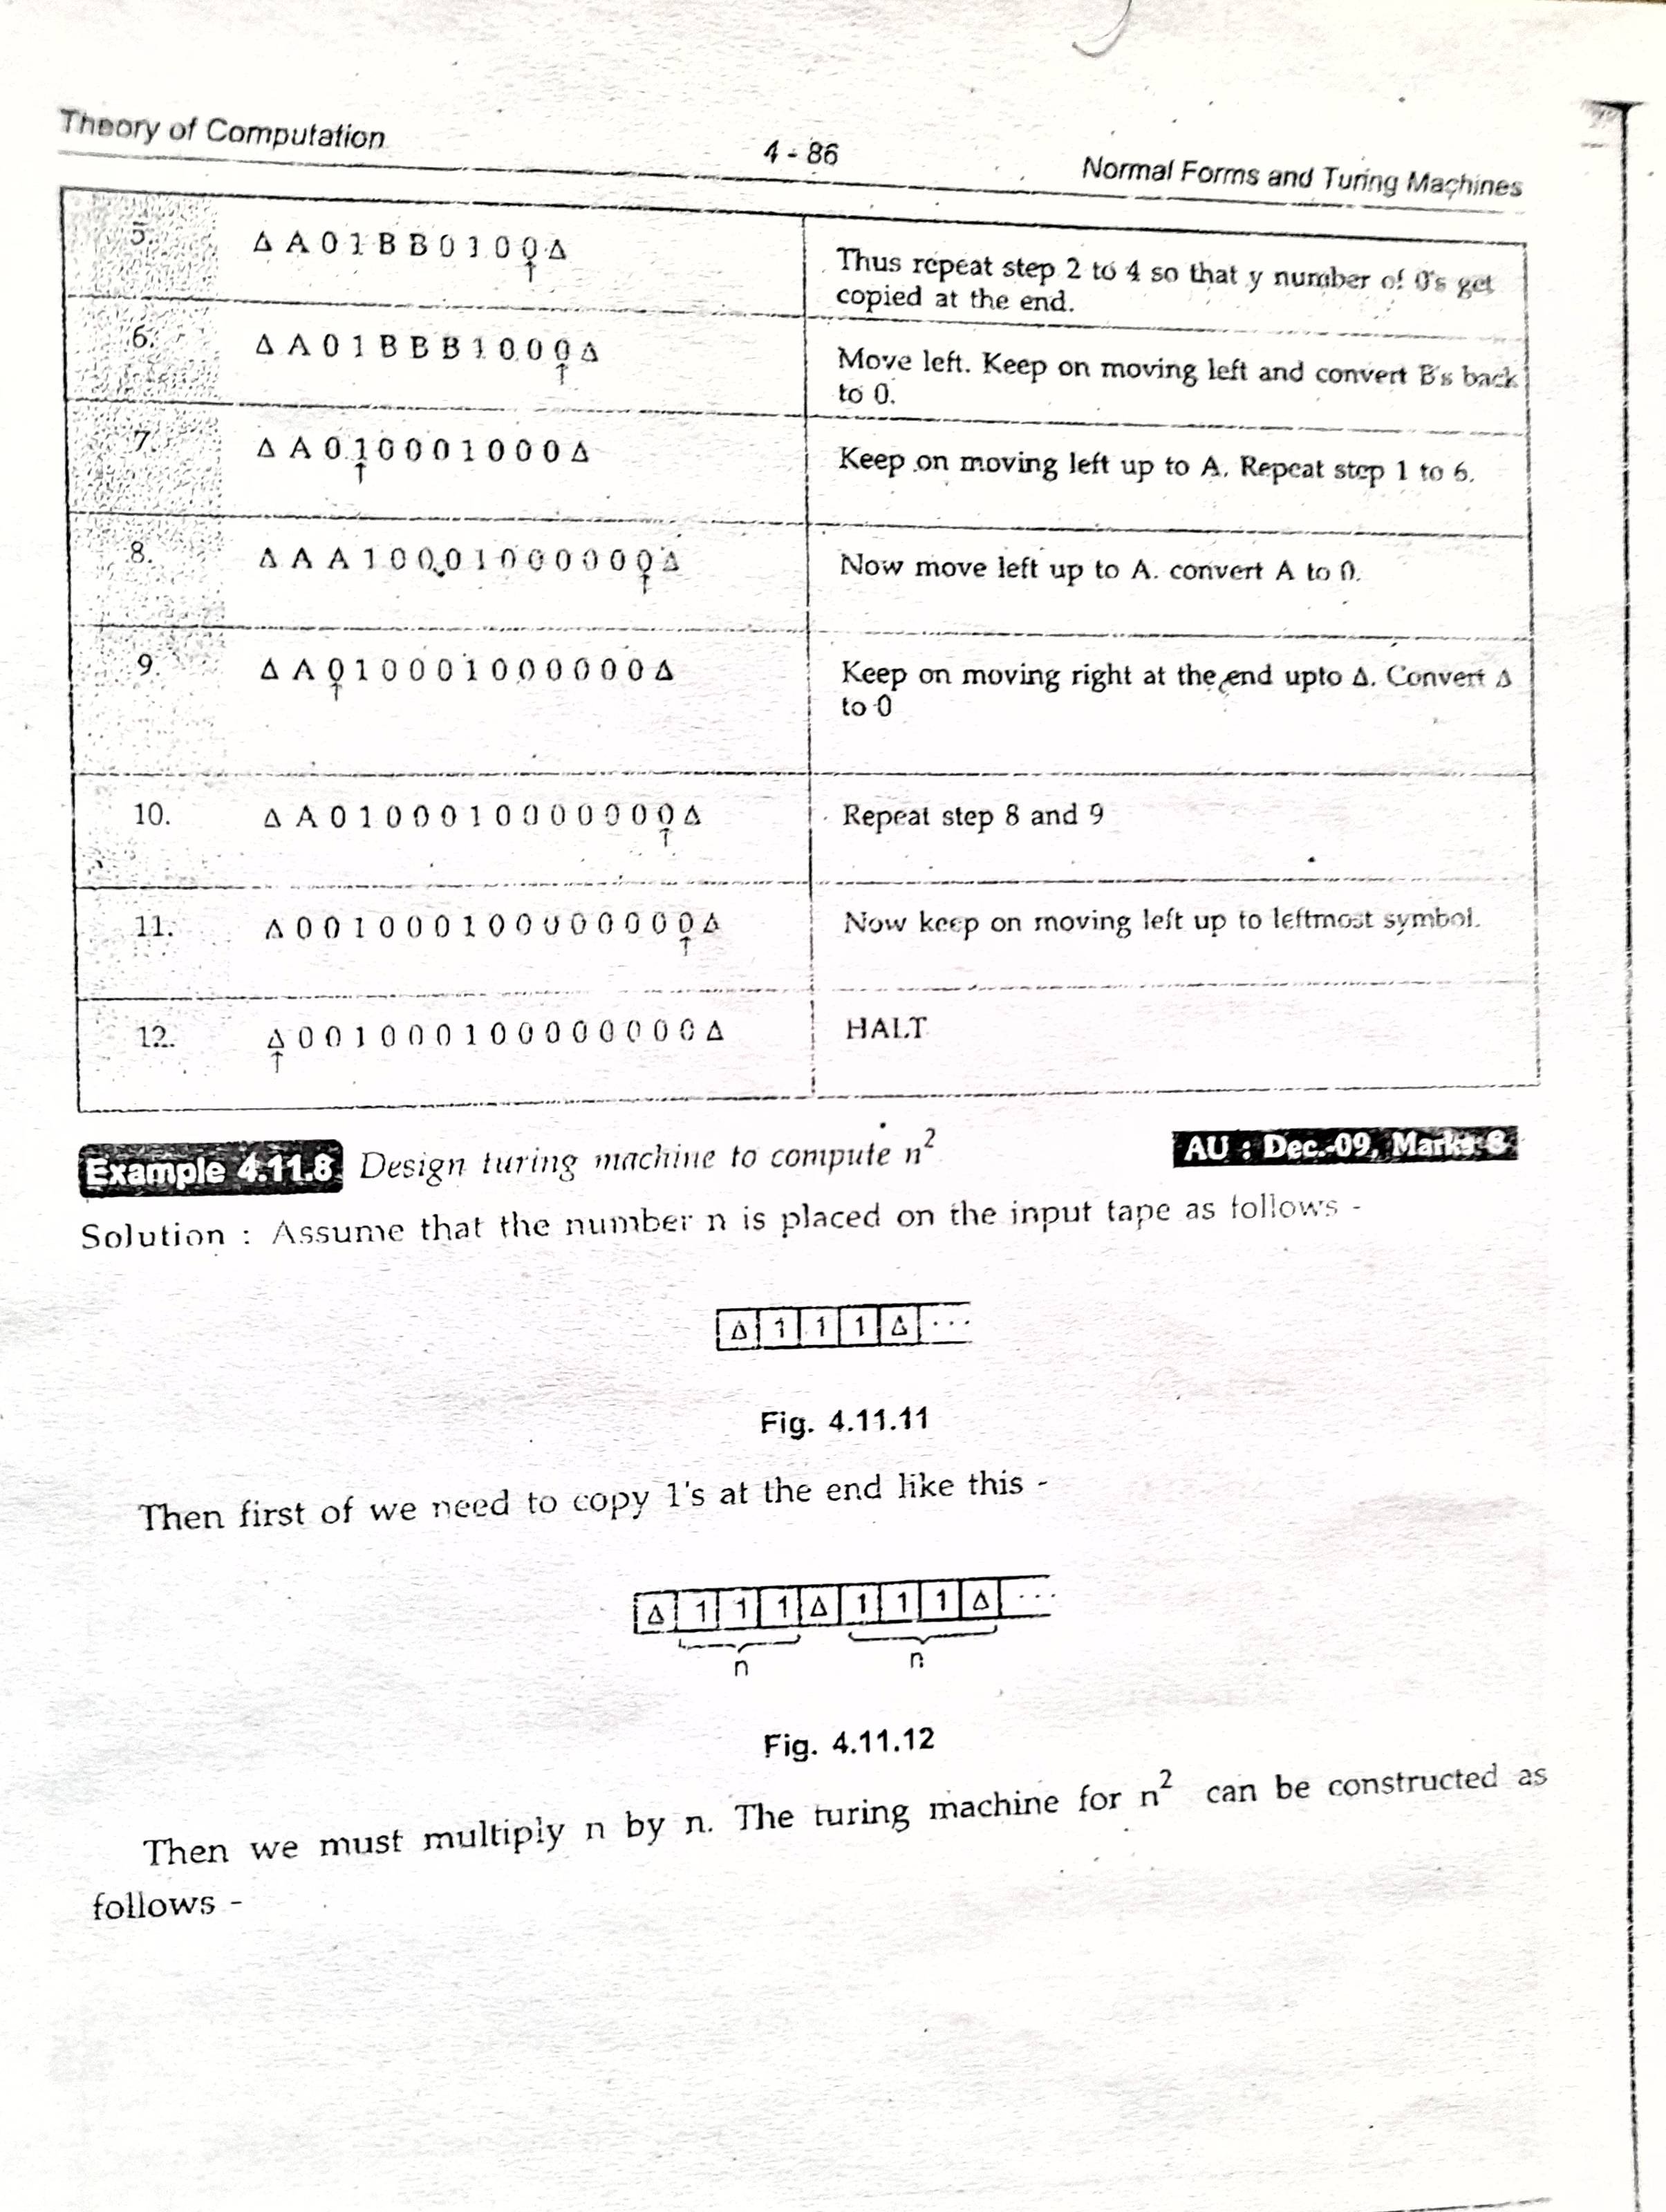 Theory of Computation
4 - 86
Normal Forms and Turing Machines
5.
Δ A 0 1 B B 0 1 0 0 Δ
↑
Thus repeat step 2 to 4 so that y number of 0's get
copied at the end.
6.
Δ A 0 1 B B B 1 0 0 0 Δ
↑
Move left. Keep on moving left and convert B's back
to 0.
7.
Δ A 0 1 0 0 0 1 0 0 0 Δ
↑
Keep on moving left up to A. Repeat step 1 to 6.
8.
Δ A A 1 0 0 0 1 0 0 0 0 0 0 Δ
↑
Now move left up to A. convert A to 0.
9.
Δ A 0 1 0 0 0 1 0 0 0 0 0 0 Δ
↑
Keep on moving right at the end upto Δ. Convert Δ
to 0
10.
Δ A 0 1 0 0 0 1 0 0 0 0 0 0 0 Δ
↑
Repeat step 8 and 9
11.
Δ 0 0 1 0 0 0 1 0 0 0 0 0 0 0 0 Δ
↑
Now keep on moving left up to leftmost symbol.
12.
Δ 0 0 1 0 0 0 1 0 0 0 0 0 0 0 0 Δ
↑
HALT
Example 4.11.8 Design turing machine to compute n²
AU : Dec.-09, Marks 8
Solution : Assume that the number n is placed on the input tape as follows -
Δ 1 1 1 Δ ...
Fig. 4.11.11
Then first of we need to copy 1's at the end like this -
Δ 1 1 1 Δ 1 1 1 Δ ...
n n
Fig. 4.11.12
Then we must multiply n by n. The turing machine for n² can be constructed as
follows -